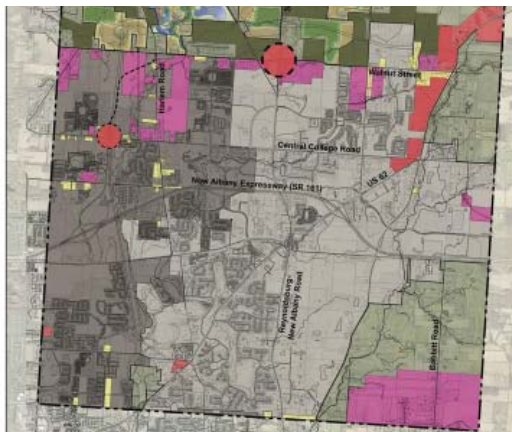 Harlem Road
Walnut Street
Central College Road
US 62
New Albany Expressway (SR 161)
Reynoldsburg-
New Albany Road
Babbitt Road